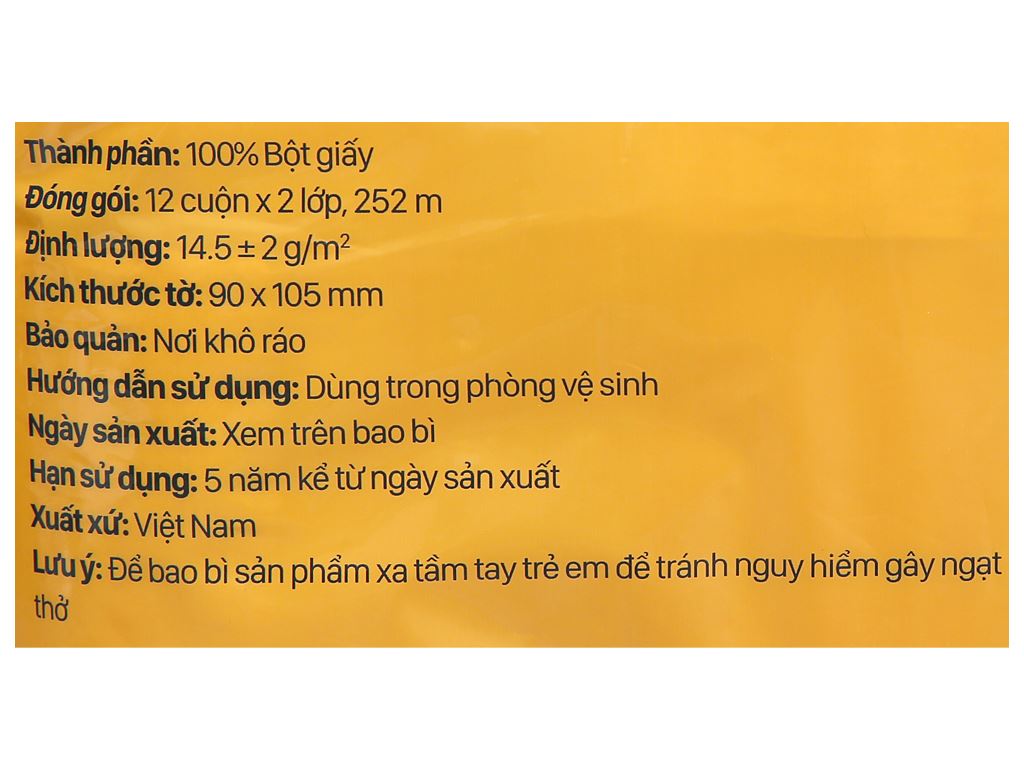 Thành phần: 100% Bột giấy
Đóng gói: 12 cuộn x 2 lớp, 252 m
Định lượng: 14.5 ± 2 g/m²
Kích thước tờ: 90 x 105 mm
Bảo quản: Nơi khô ráo
Hướng dẫn sử dụng: Dùng trong phòng vệ sinh
Ngày sản xuất: Xem trên bao bì
Hạn sử dụng: 5 năm kể từ ngày sản xuất
Xuất xứ: Việt Nam
Lưu ý: Để bao bì sản phẩm xa tầm tay trẻ em để tránh nguy hiểm gây ngạt
thở